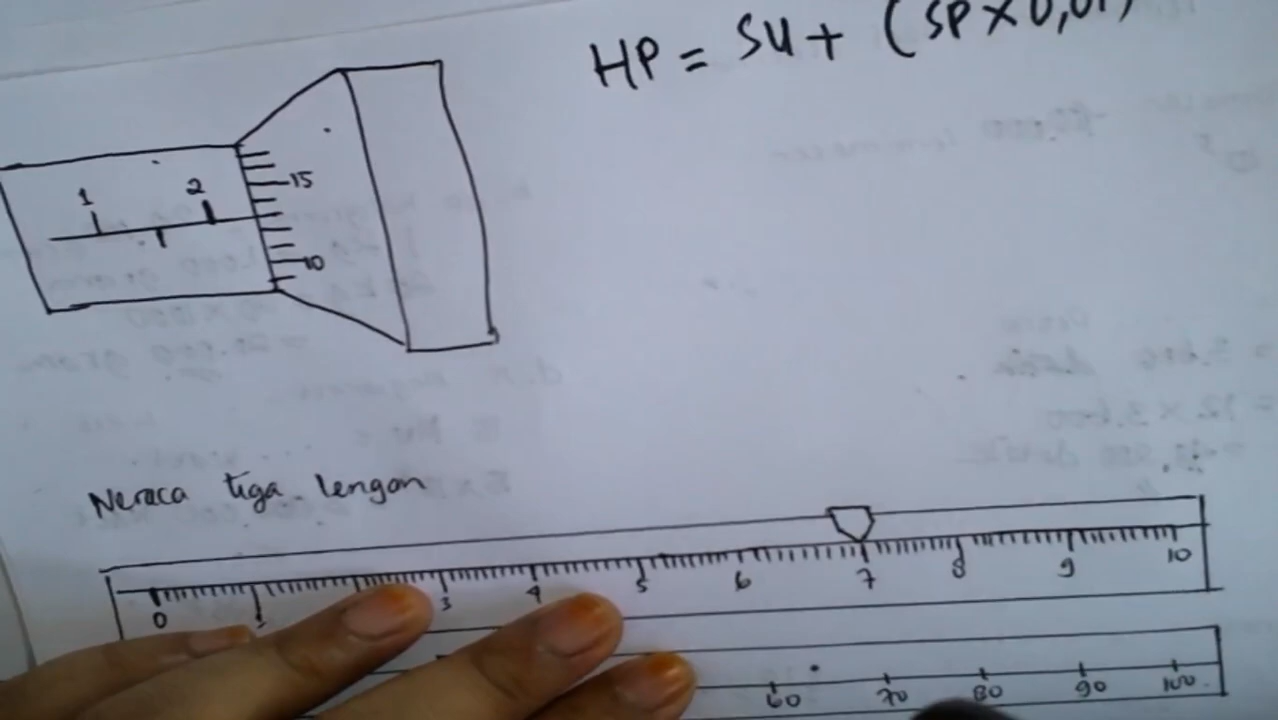 HP = SU + (SP × 0,01)
1 2
15
10
Neraca tiga lengan
0 1 3 4 5 6 7 8 9 10
60 70 80 90 100